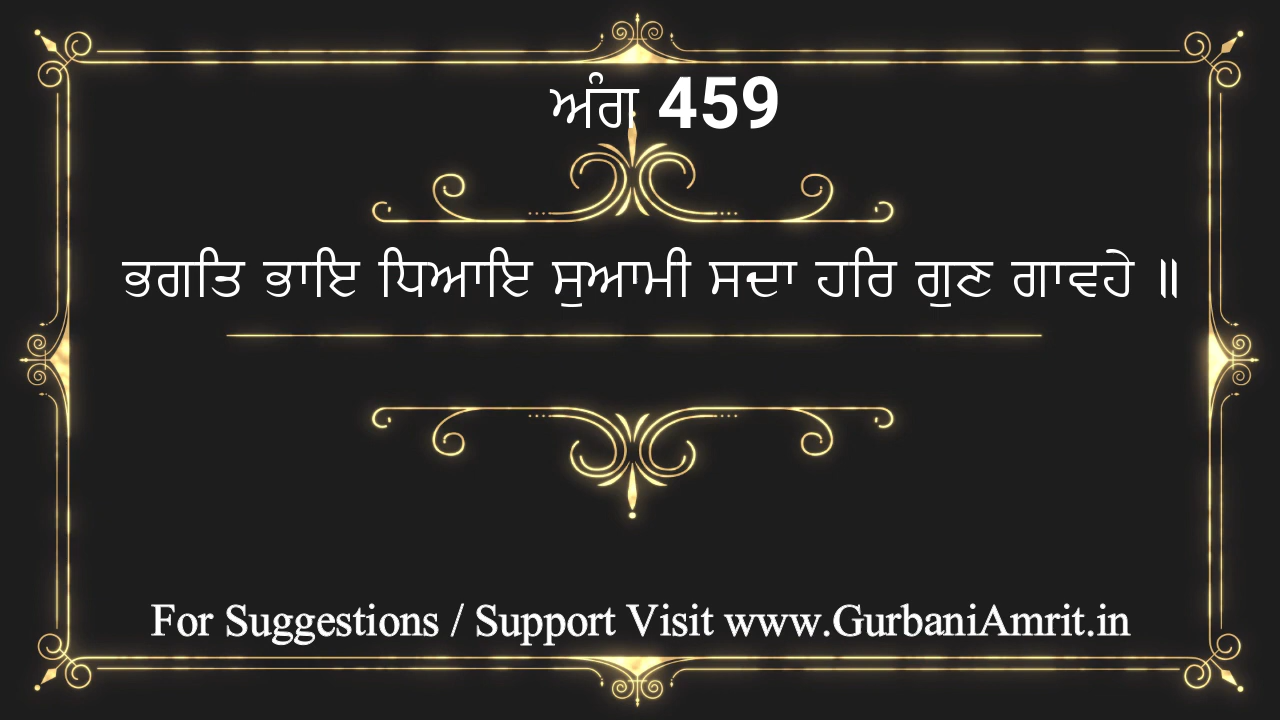 ਅੰਗ 459
ਭਗਤਿ ਭਾਇ ਧਿਆਇ ਸੁਆਮੀ ਸਦਾ ਹਰਿ ਗੁਣ ਗਾਵਹੇ ॥
For Suggestions / Support Visit www.GurbaniAmrit.in